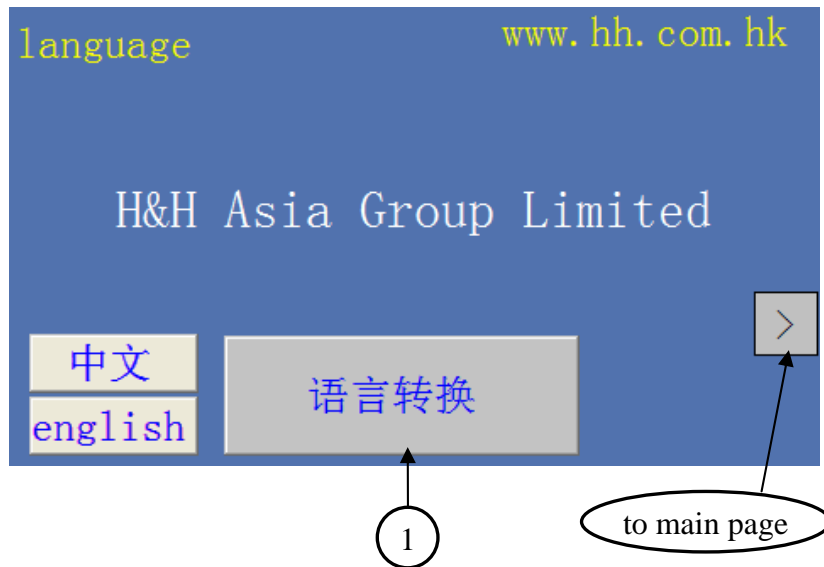 language
www.hh.com.hk
H&H Asia Group Limited
>
中文
语言转换
english
1
to main page